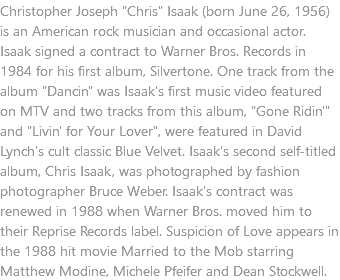 Christopher Joseph "Chris" Isaak (born June 26, 1956)
is an American rock musician and occasional actor.
Isaak signed a contract to Warner Bros. Records in
1984 for his first album, Silvertone. One track from the
album "Dancin" was Isaak's first music video featured
on MTV and two tracks from this album, "Gone Ridin'"
and "Livin' for Your Lover", were featured in David
Lynch's cult classic Blue Velvet. Isaak's second self-titled
album, Chris Isaak, was photographed by fashion
photographer Bruce Weber. Isaak's contract was
renewed in 1988 when Warner Bros. moved him to
their Reprise Records label. Suspicion of Love appears in
the 1988 hit movie Married to the Mob starring
Matthew Modine, Michele Pfeifer and Dean Stockwell.